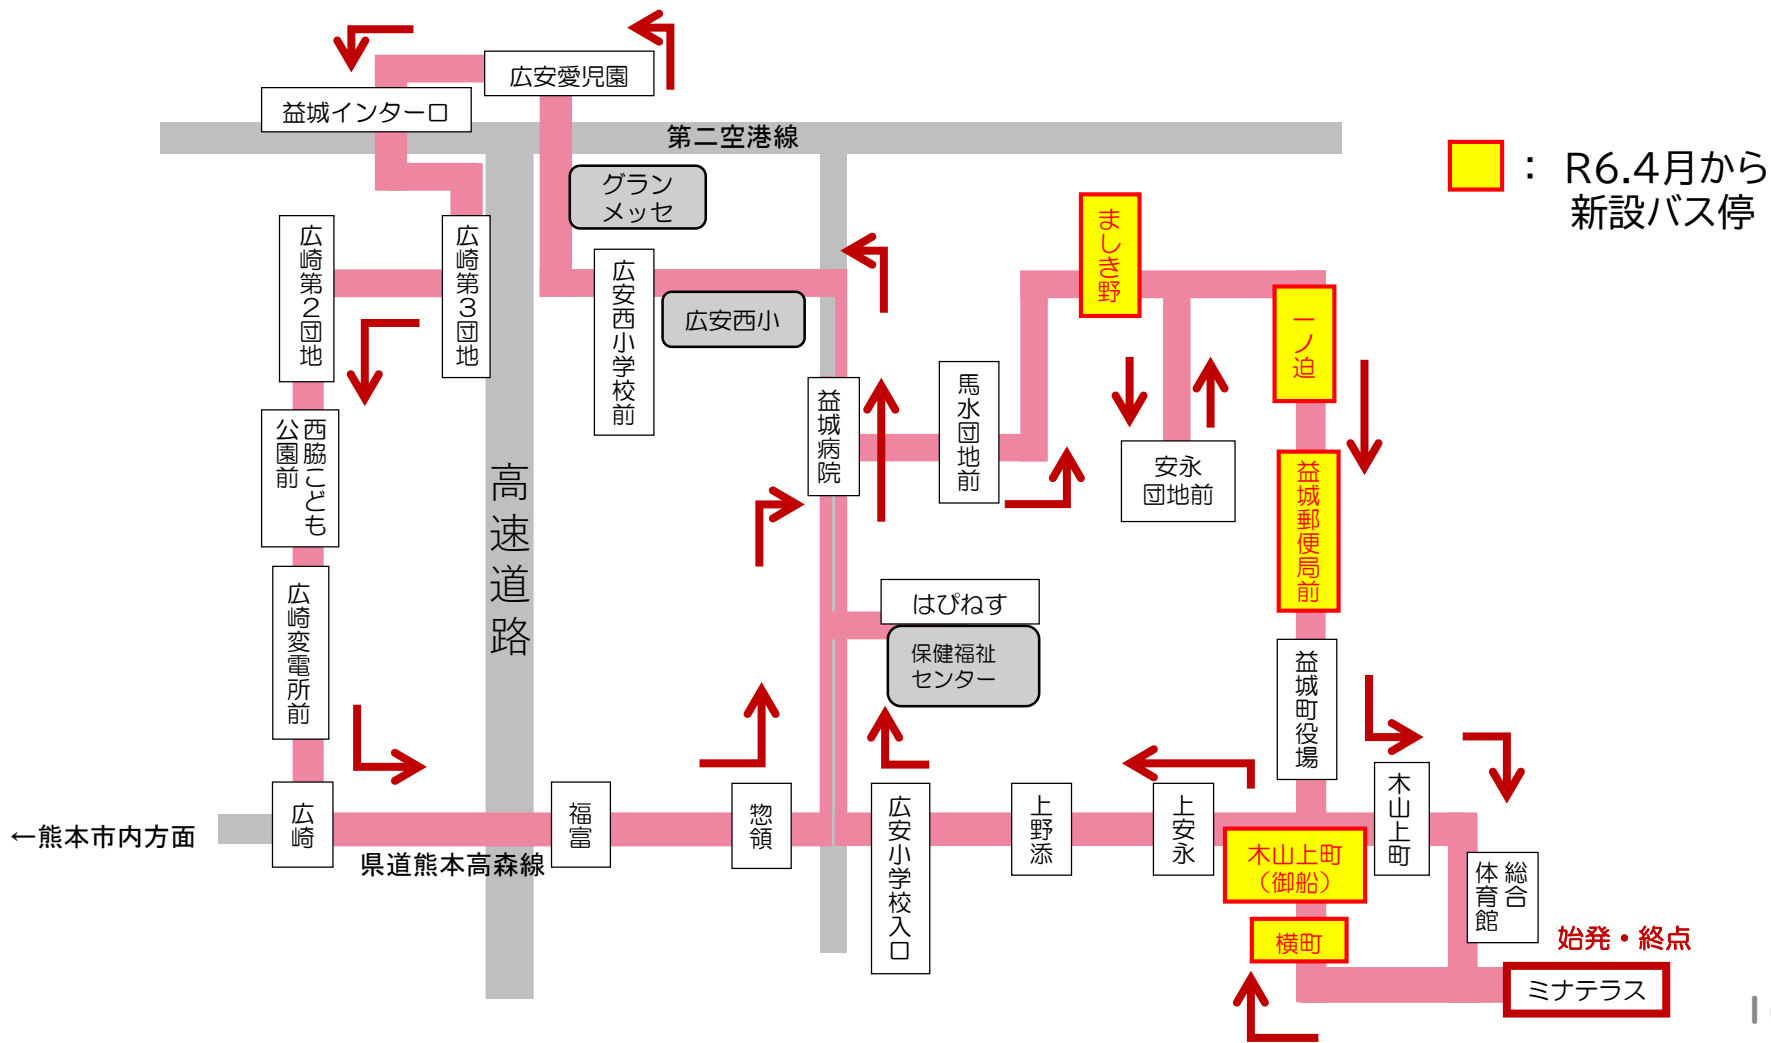 広安愛児園
益城インター口
第二空港線
グラン
メッセ
：R6.4月から
新設バス停
ましき野
広崎第2団地
広崎第3団地
広安西小学校前
広安西小
一ノ迫
益城病院
馬水団地前
西脇こども
公園前
高速道路
安永
団地前
益城郵便局前
広崎変電所前
はぴねす
保健福祉
センター
益城町役場
木山上町
広崎
福富
惣領
広安小学校入口
上野添
上安永
←熊本市内方面
県道熊本高森線
木山上町
（御船）
総合
体育館
横町
始発・終点
ミナテラス